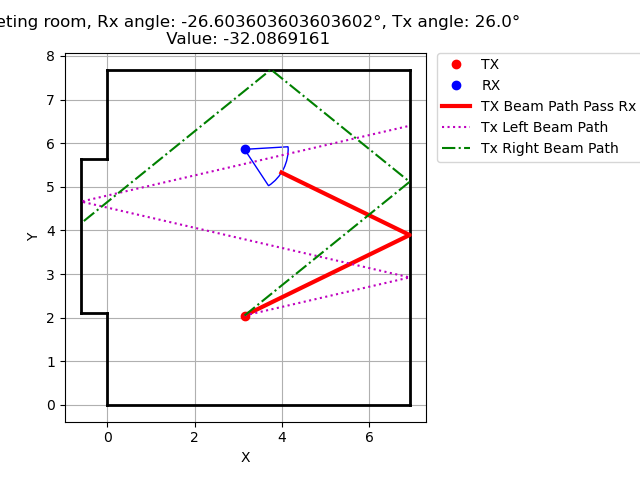 eting room, Rx angle: -26.603603603603602°, Tx angle: 26.0°
Value: -32.0869161
TX
RX
TX Beam Path Pass Rx
Tx Left Beam Path
Tx Right Beam Path
8
7
6
5
4
3
2
1
0
Y
0 2 4 6
X